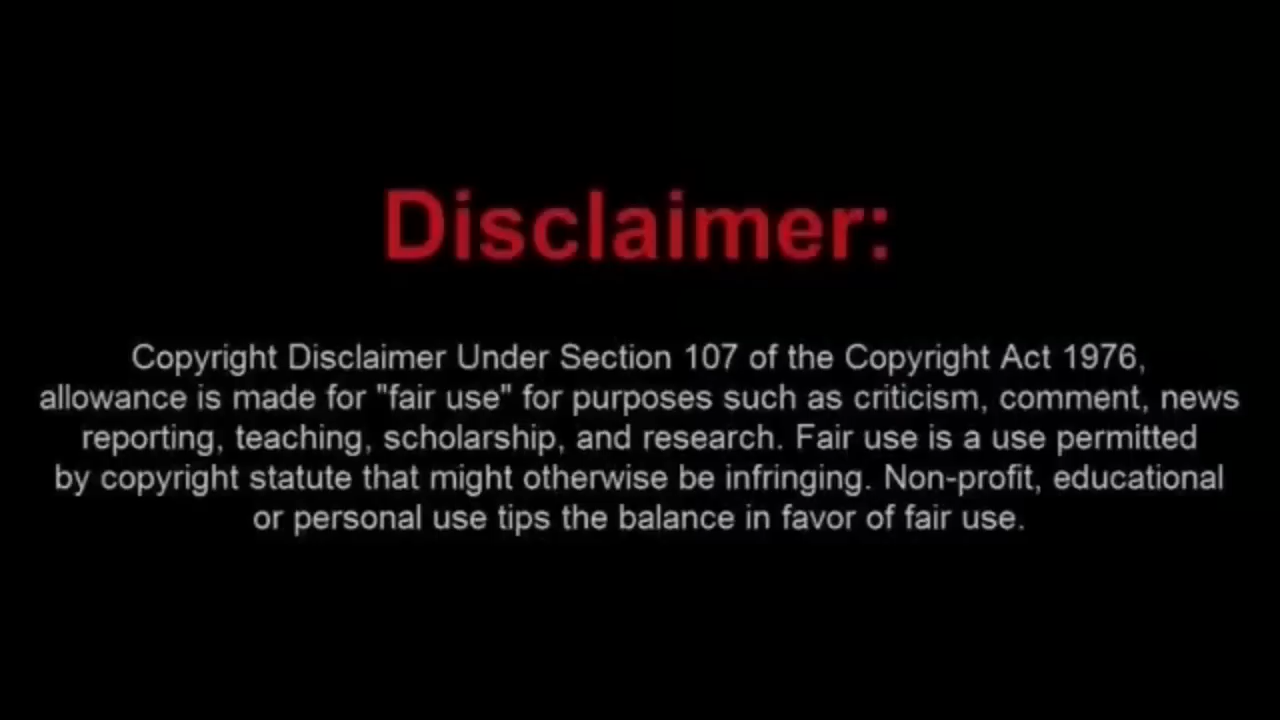 Disclaimer:
Copyright Disclaimer Under Section 107 of the Copyright Act 1976,
allowance is made for "fair use" for purposes such as criticism, comment, news
reporting, teaching, scholarship, and research. Fair use is a use permitted
by copyright statute that might otherwise be infringing. Non-profit, educational
or personal use tips the balance in favor of fair use.